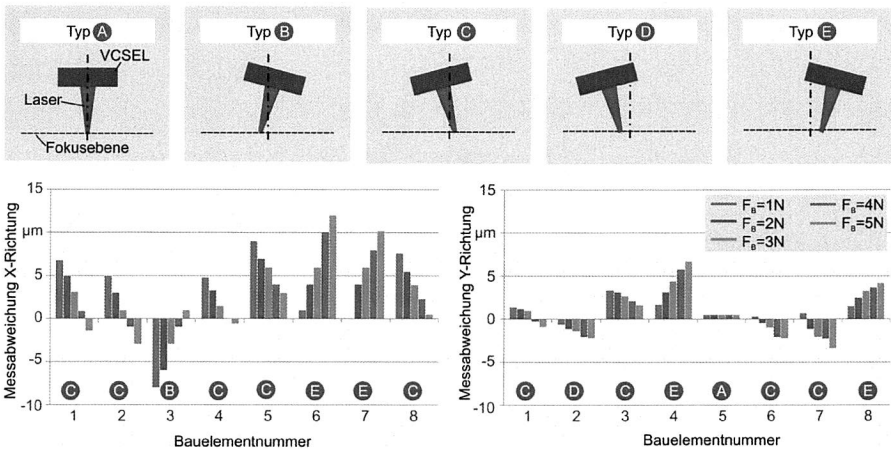 Typ A
Typ B
Typ C
Typ D
Typ E
VCSEL
Laser
Fokusebene
Messabweichung X-Richtung
15
µm
5
0
-5
-10
C C B C C E E C
1 2 3 4 5 6 7 8
Bauelementnummer
Messabweichung Y-Richtung
15
µm
5
0
-5
-10
F_B=1N F_B=4N
F_B=2N F_B=5N
F_B=3N
C D C E A C C E
1 2 3 4 5 6 7 8
Bauelementnummer